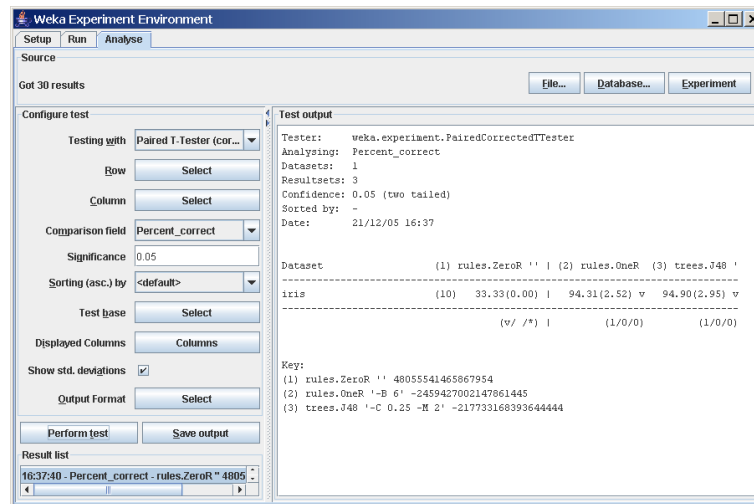 Weka Experiment Environment
Setup Run Analyse
Source
Got 30 results
File... Database... Experiment
Configure test
Testing with Paired T-Tester (cor...
Row Select
Column Select
Comparison field Percent_correct
Significance 0.05
Sorting (asc.) by <default>
Test base Select
Displayed Columns Columns
Show std. deviations
Output Format Select
Perform test Save output
Result list
16:37:40 - Percent_correct - rules.ZeroR '' 4805
Test output
Tester: weka.experiment.PairedCorrectedTTester
Analysing: Percent_correct
Datasets: 1
Resultsets: 3
Confidence: 0.05 (two tailed)
Sorted by: -
Date: 21/12/05 16:37
Dataset (1) rules.ZeroR '' | (2) rules.OneR (3) trees.J48 '
iris (10) 33.33(0.00) | 94.31(2.52) v 94.90(2.95) v
(v/ /*) | (1/0/0) (1/0/0)
Key:
(1) rules.ZeroR '' 48055541465867954
(2) rules.OneR '-B 6' -2459427002147861445
(3) trees.J48 '-C 0.25 -M 2' -217733168393644444